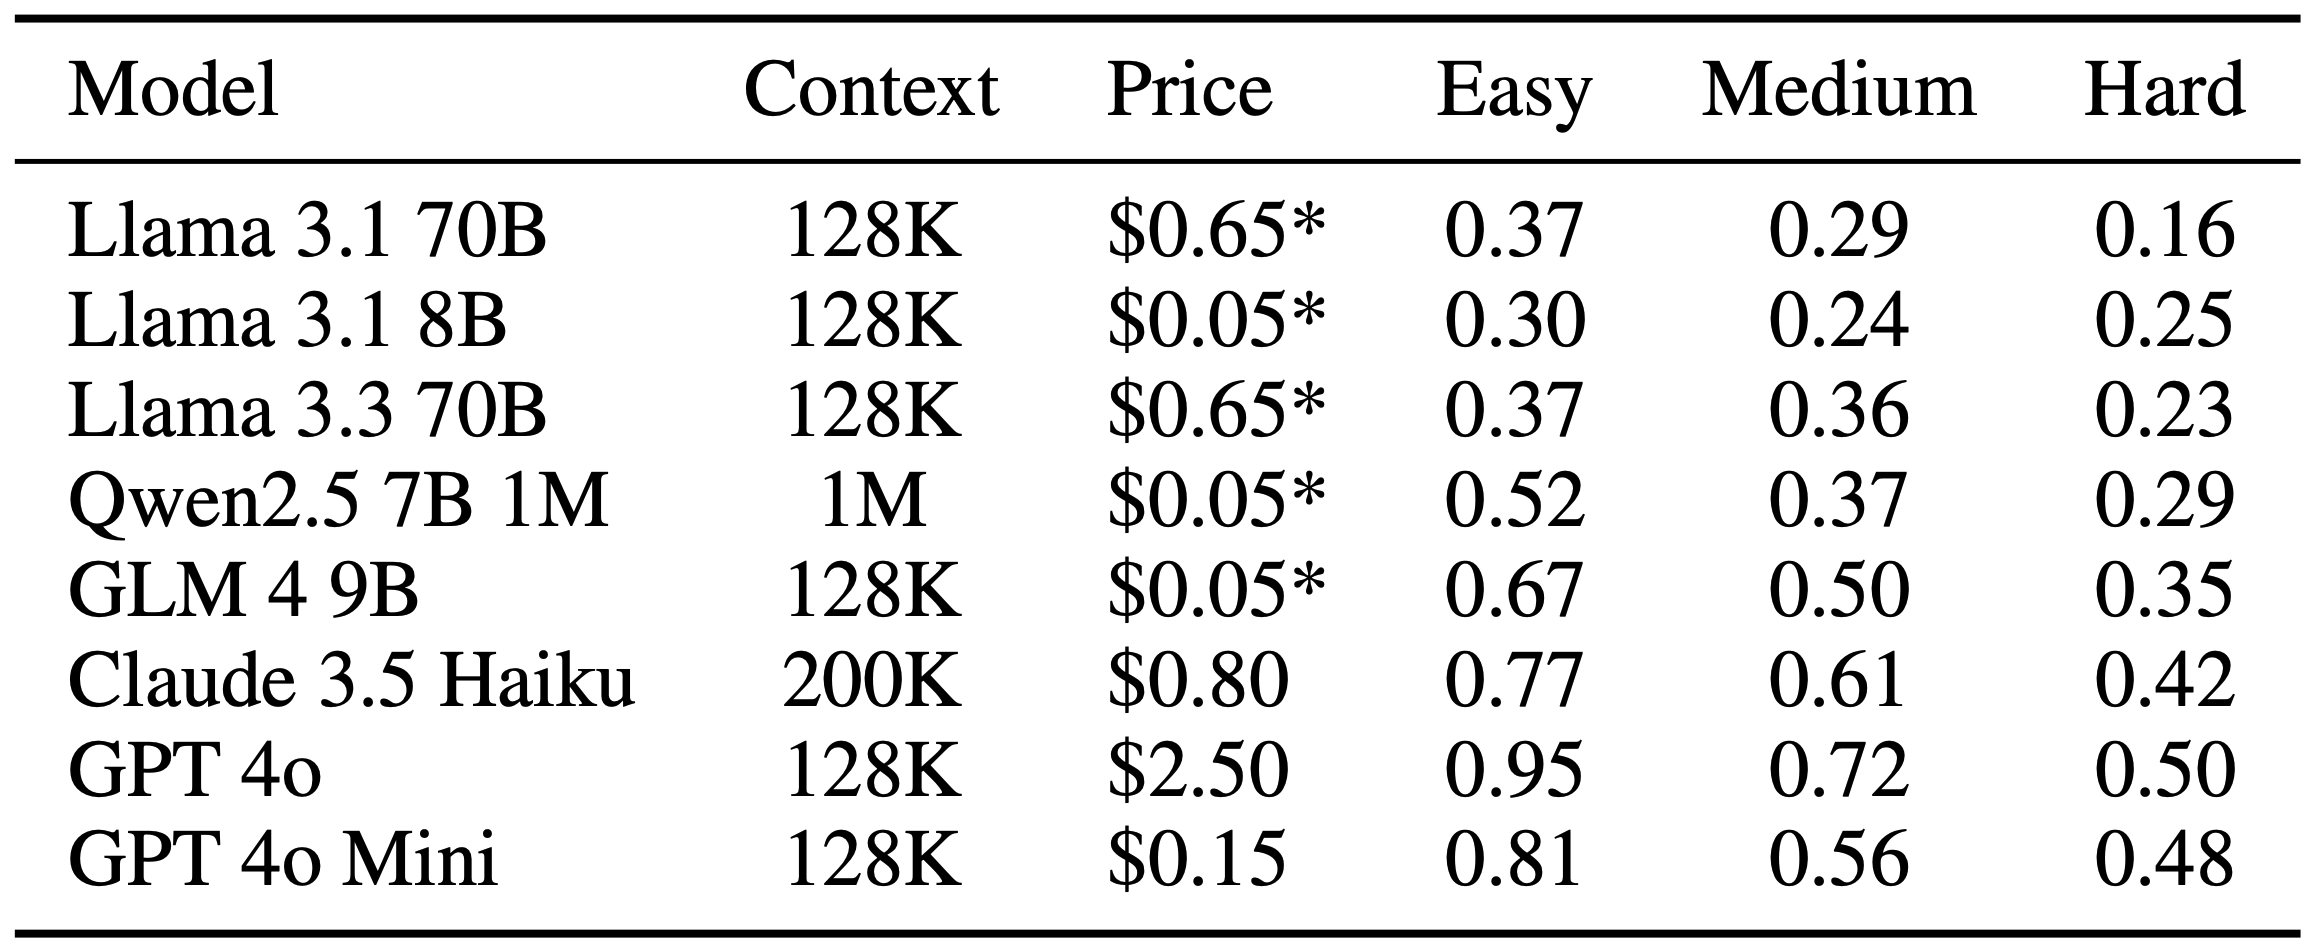 Model Context Price Easy Medium Hard
Llama 3.1 70B 128K $0.65* 0.37 0.29 0.16
Llama 3.1 8B 128K $0.05* 0.30 0.24 0.25
Llama 3.3 70B 128K $0.65* 0.37 0.36 0.23
Qwen2.5 7B 1M 1M $0.05* 0.52 0.37 0.29
GLM 4 9B 128K $0.05* 0.67 0.50 0.35
Claude 3.5 Haiku 200K $0.80 0.77 0.61 0.42
GPT 4o 128K $2.50 0.95 0.72 0.50
GPT 4o Mini 128K $0.15 0.81 0.56 0.48